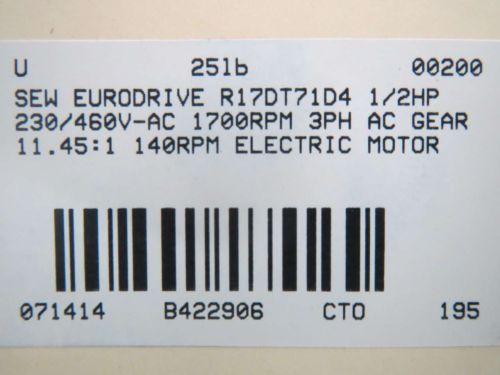 U 25lb 00200
SEW EURODRIVE R17DT71D4 1/2HP
230/460V-AC 1700RPM 3PH AC GEAR
11.45:1 140RPM ELECTRIC MOTOR
071414 B422906 CTO 195